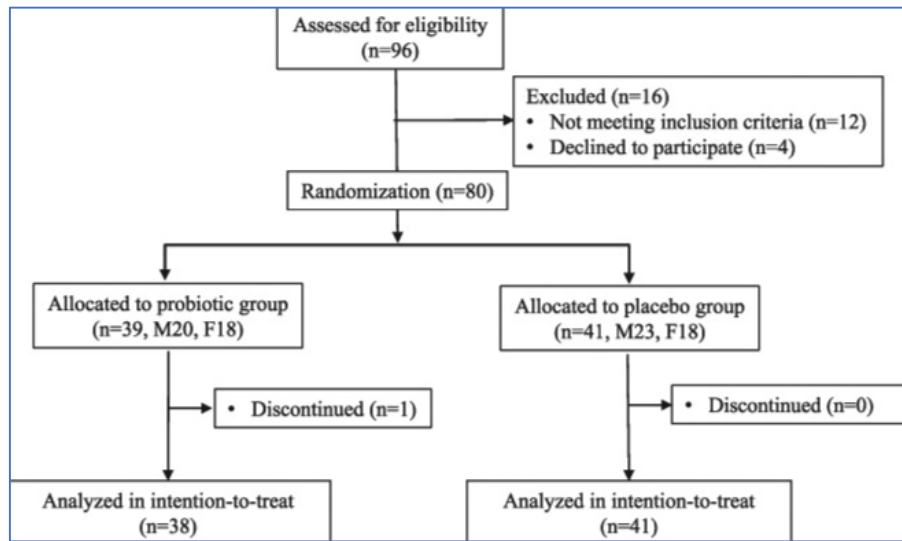 Assessed for eligibility
(n=96)
Excluded (n=16)
• Not meeting inclusion criteria (n=12)
• Declined to participate (n=4)
Randomization (n=80)
Allocated to probiotic group
(n=39, M20, F18)
Allocated to placebo group
(n=41, M23, F18)
• Discontinued (n=1)
• Discontinued (n=0)
Analyzed in intention-to-treat
(n=38)
Analyzed in intention-to-treat
(n=41)